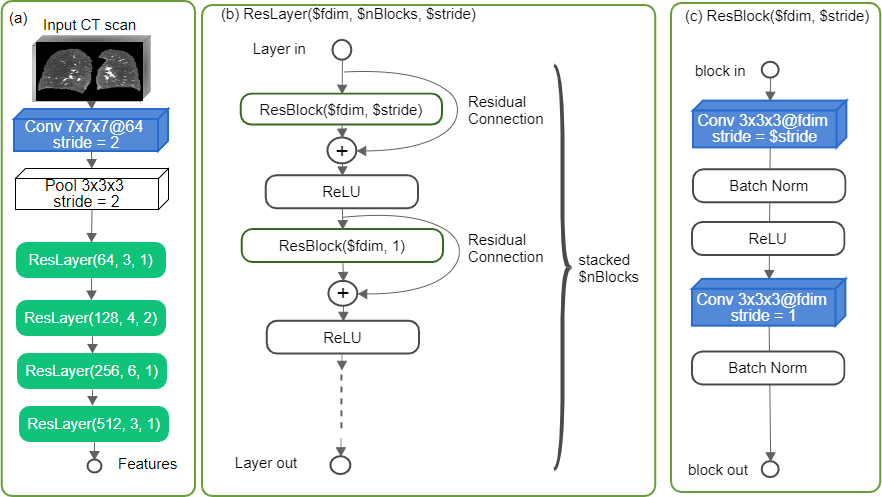 (a)
Input CT scan
Conv 7x7x7@64
stride = 2
Pool 3x3x3
stride = 2
ResLayer(64, 3, 1)
ResLayer(128, 4, 2)
ResLayer(256, 6, 1)
ResLayer(512, 3, 1)
Features
(b) ResLayer($fdim, $nBlocks, $stride)
Layer in
ResBlock($fdim, $stride)
Residual
Connection
+
ReLU
ResBlock($fdim, 1)
Residual
Connection
+
ReLU
stacked
$nBlocks
Layer out
(c) ResBlock($fdim, $stride)
block in
Conv 3x3x3@fdim
stride = $stride
Batch Norm
ReLU
Conv 3x3x3@fdim
stride = 1
Batch Norm
block out